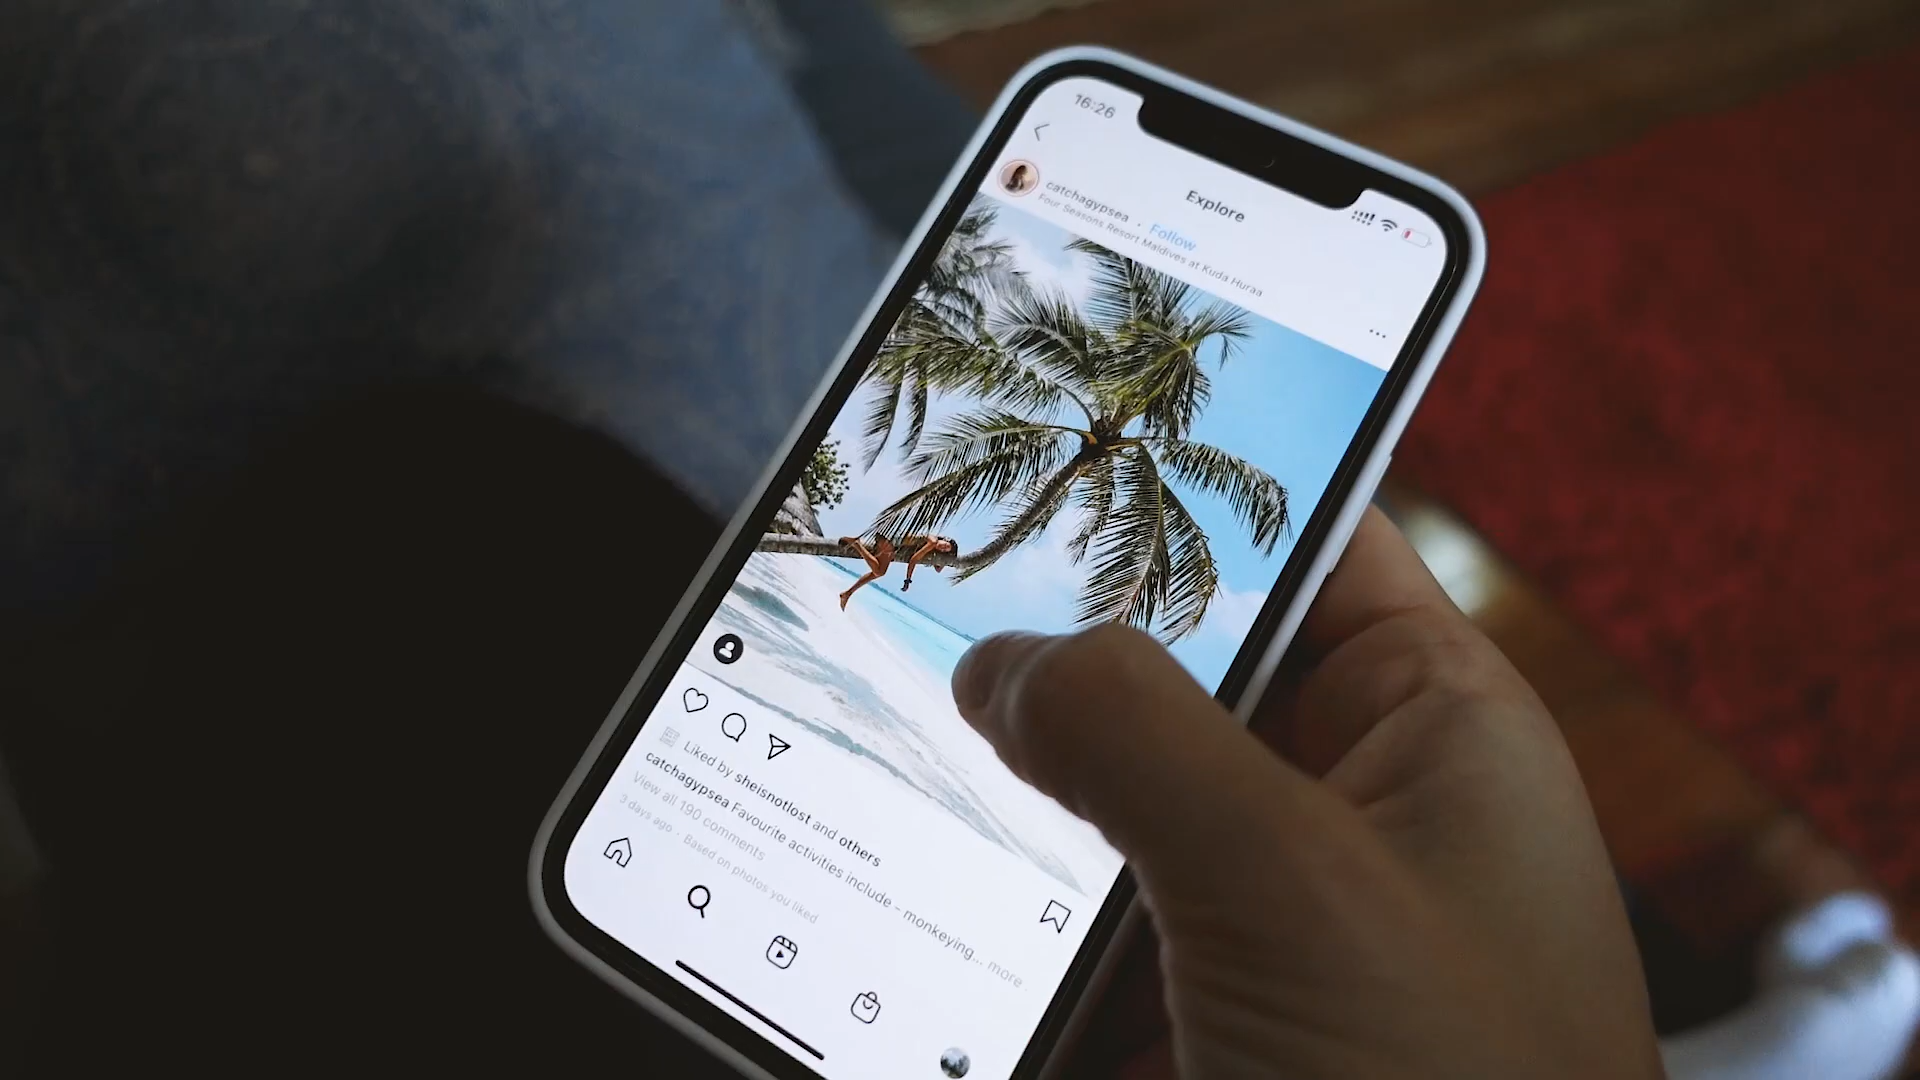 16:26
Explore
catchagypsea · Follow
Four Seasons Resort Maldives at Kuda Huraa
Liked by sheisnotlost and others
catchagypsea Favourite activities include - monkeying... more
View all 190 comments
3 days ago · Based on photos you liked